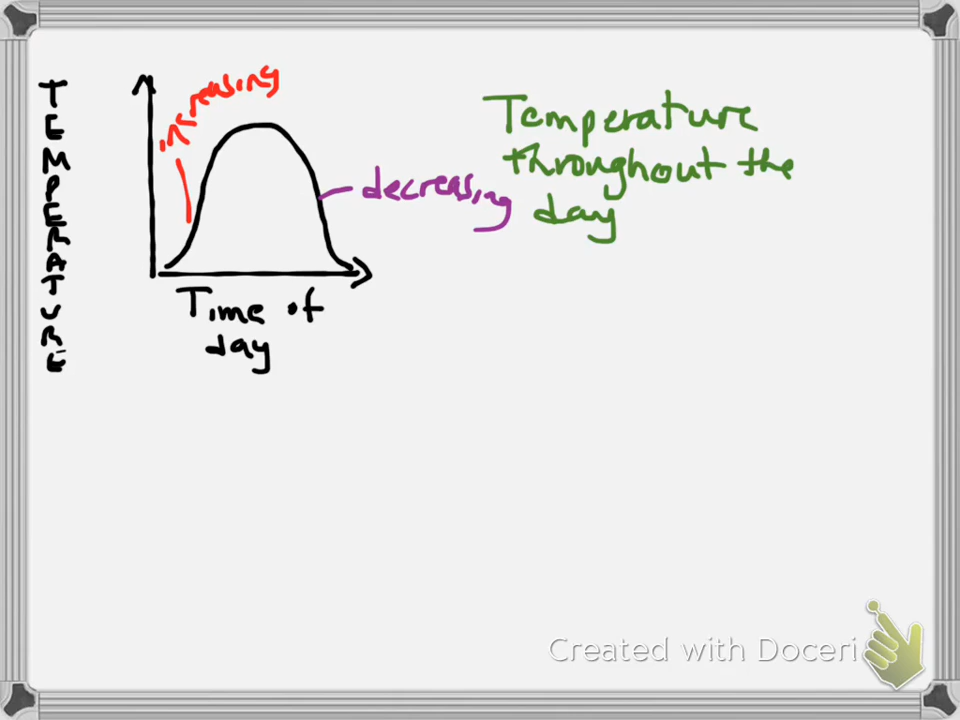 TEMPERATURE
increasing
decreasing
Time of
day
Temperature
throughout the
day
Created with Doceri